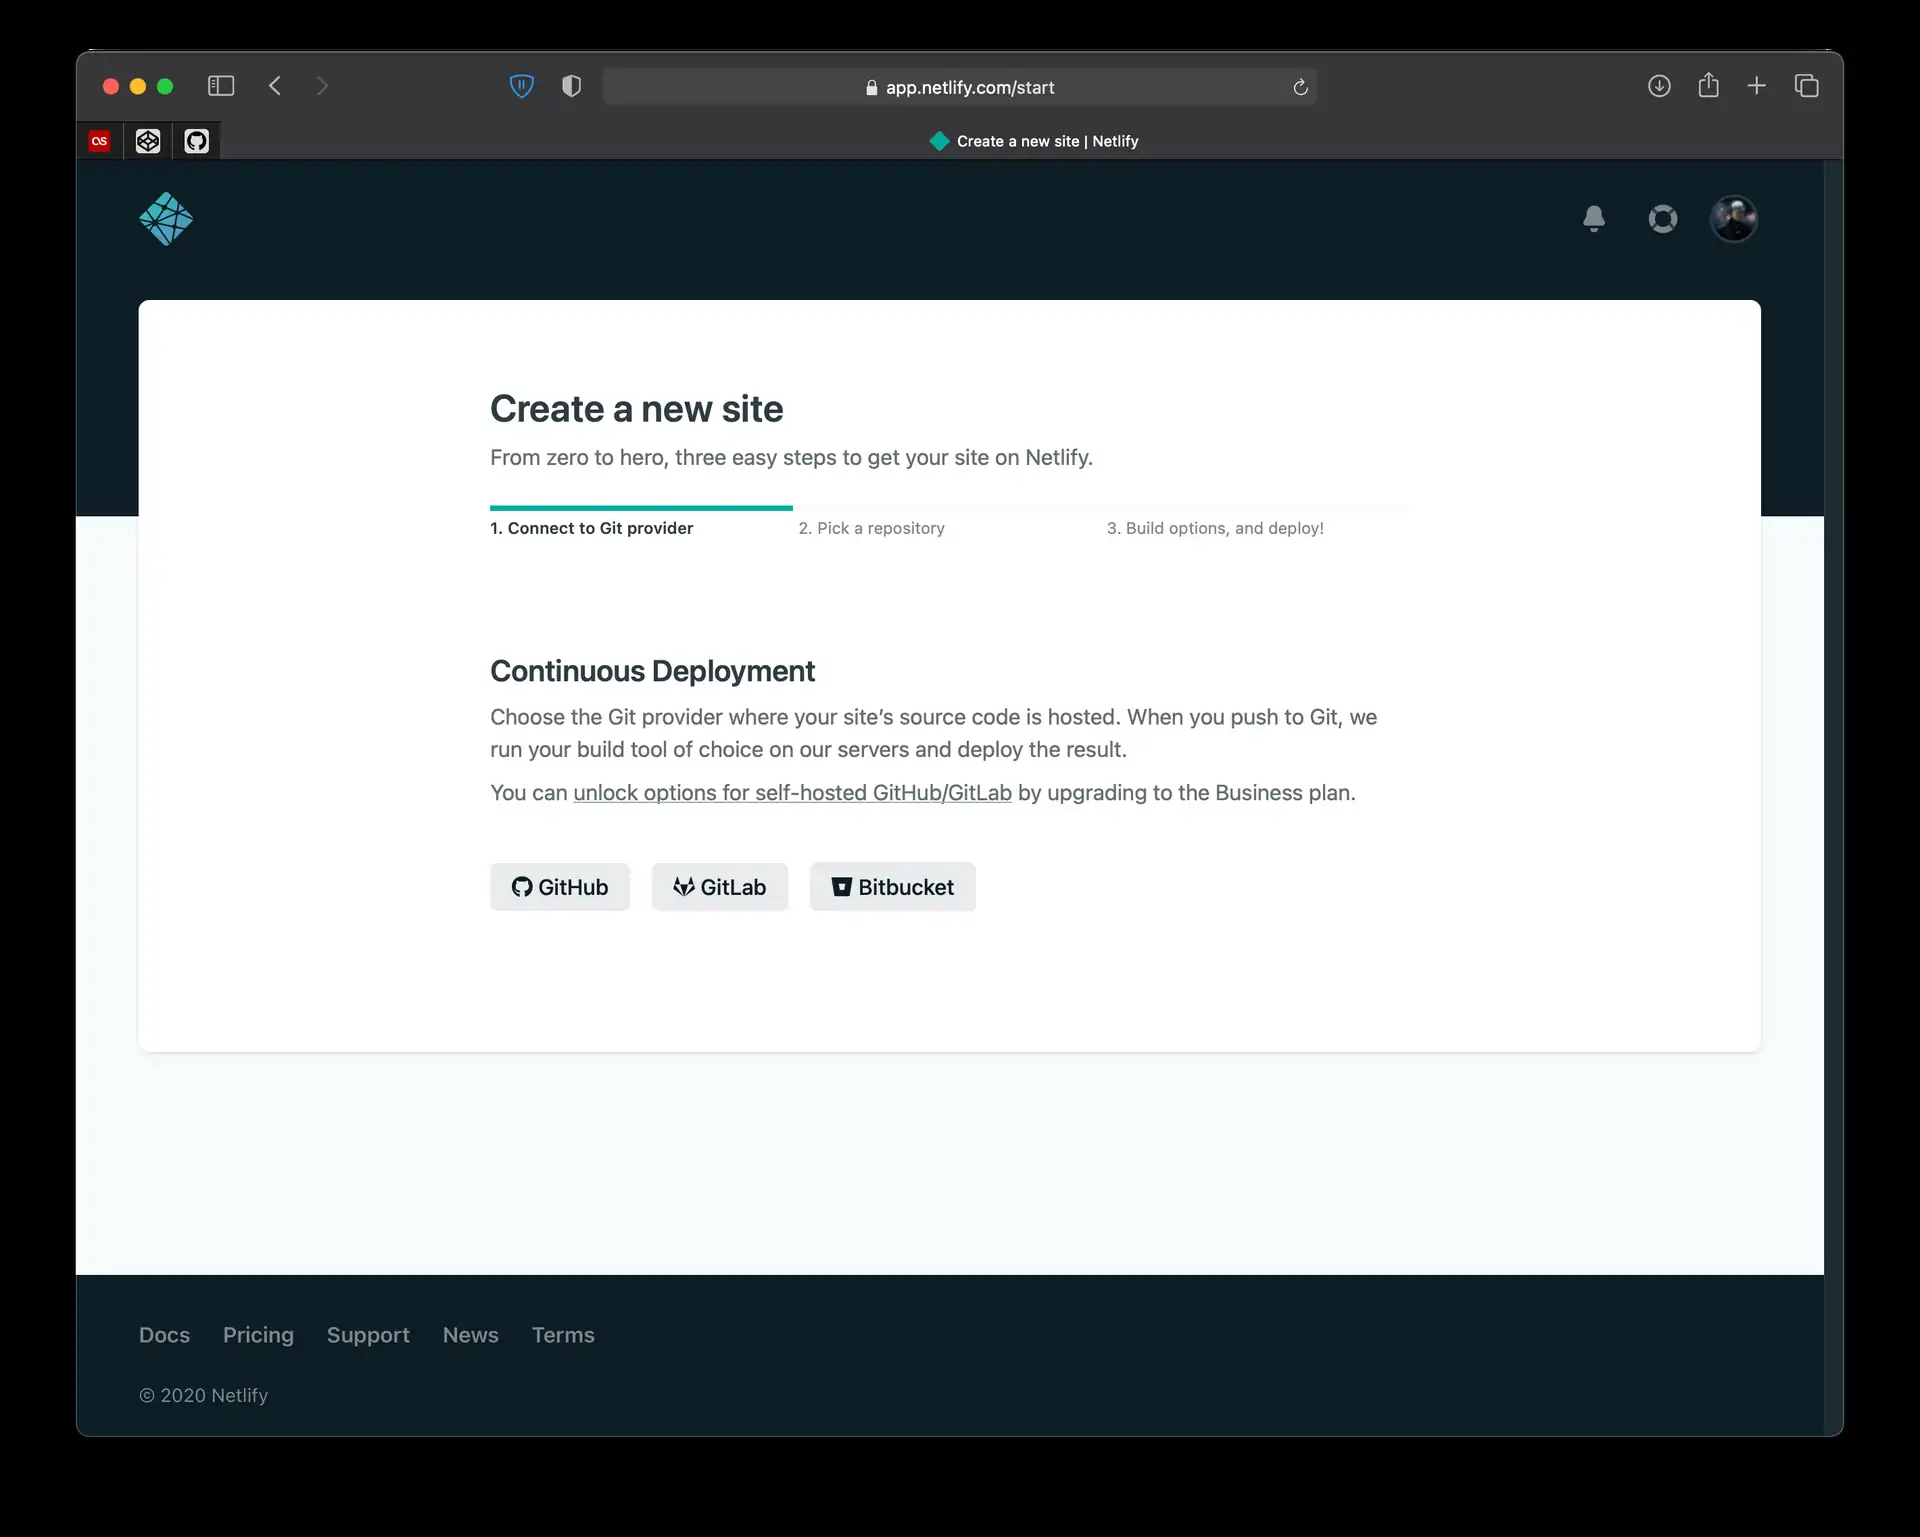 app.netlify.com/start
os
Create a new site | Netlify
Create a new site
From zero to hero, three easy steps to get your site on Netlify.
1. Connect to Git provider
2. Pick a repository
3. Build options, and deploy!
Continuous Deployment
Choose the Git provider where your site’s source code is hosted. When you push to Git, we
run your build tool of choice on our servers and deploy the result.
You can unlock options for self-hosted GitHub/GitLab by upgrading to the Business plan.
GitHub
GitLab
Bitbucket
Docs
Pricing
Support
News
Terms
© 2020 Netlify